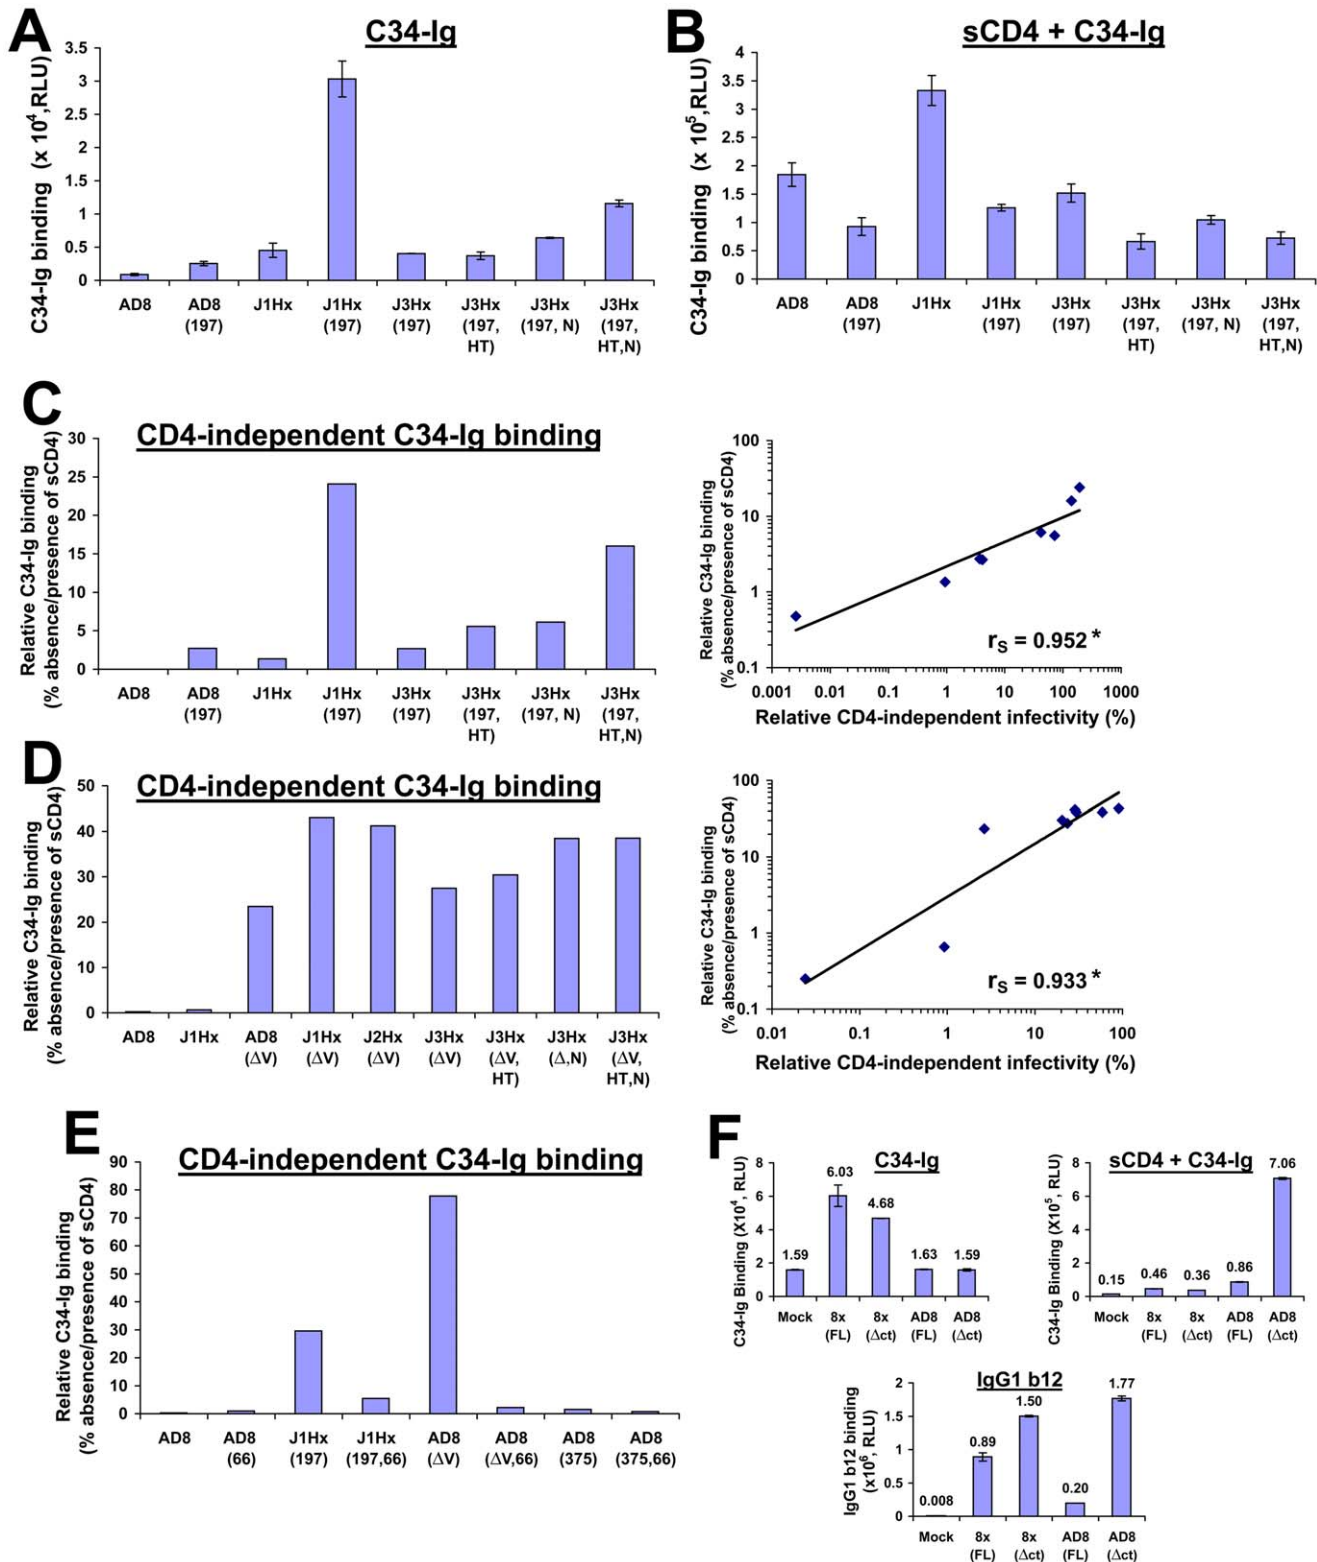 A
C34-Ig
C34-Ig binding (x 10⁴,RLU)
3.5
3
2.5
2
1.5
1
0.5
0
AD8 AD8 J1Hx J1Hx J3Hx J3Hx J3Hx J3Hx
(197) (197) (197) (197, (197, N) (197,
HT) HT,N)
B
sCD4 + C34-Ig
C34-Ig binding (x 10⁵,RLU)
4
3.5
3
2.5
2
1.5
1
0.5
0
AD8 AD8 J1Hx J1Hx J3Hx J3Hx J3Hx J3Hx
(197) (197) (197) (197, (197, N) (197,
HT) HT,N)
C
CD4-independent C34-Ig binding
Relative C34-Ig binding
(% absence/presence of sCD4)
30
25
20
15
10
5
0
AD8 AD8 J1Hx J1Hx J3Hx J3Hx J3Hx J3Hx
(197) (197) (197) (197, (197, N) (197,
HT) HT,N)
Relative C34-Ig binding
(% absence/presence of sCD4)
100
10
1
0.1
rS = 0.952 *
0.001 0.01 0.1 1 10 100 1000
Relative CD4-independent infectivity (%)
D
CD4-independent C34-Ig binding
Relative C34-Ig binding
(% absence/presence of sCD4)
50
40
30
20
10
0
AD8 J1Hx AD8 J1Hx J2Hx J3Hx J3Hx J3Hx J3Hx
(ΔV) (ΔV) (ΔV) (ΔV) (ΔV, (Δ,N) (ΔV,
HT) HT,N)
Relative C34-Ig binding
(% absence/presence of sCD4)
100
10
1
0.1
rS = 0.933 *
0.01 0.1 1 10 100
Relative CD4-independent infectivity (%)
E
CD4-independent C34-Ig binding
Relative C34-Ig binding
(% absence/presence of sCD4)
90
80
70
60
50
40
30
20
10
0
AD8 AD8 J1Hx J1Hx AD8 AD8 AD8 AD8
(66) (197) (197,66) (ΔV) (ΔV,66) (375) (375,66)
F
C34-Ig
C34-Ig Binding (X10⁴, RLU)
8
6
4
2
0
1.59 6.03 4.68 1.63 1.59
Mock 8x 8x AD8 AD8
(FL) (Δct) (FL) (Δct)
sCD4 + C34-Ig
C34-Ig Binding (X10⁵, RLU)
8
6
4
2
0
0.15 0.46 0.36 0.86 7.06
Mock 8x 8x AD8 AD8
(FL) (Δct) (FL) (Δct)
IgG1 b12
IgG1 b12 binding
(x10⁶, RLU)
2
1.5
1
0.5
0
0.008 0.89 1.50 0.20 1.77
Mock 8x 8x AD8 AD8
(FL) (Δct) (FL) (Δct)